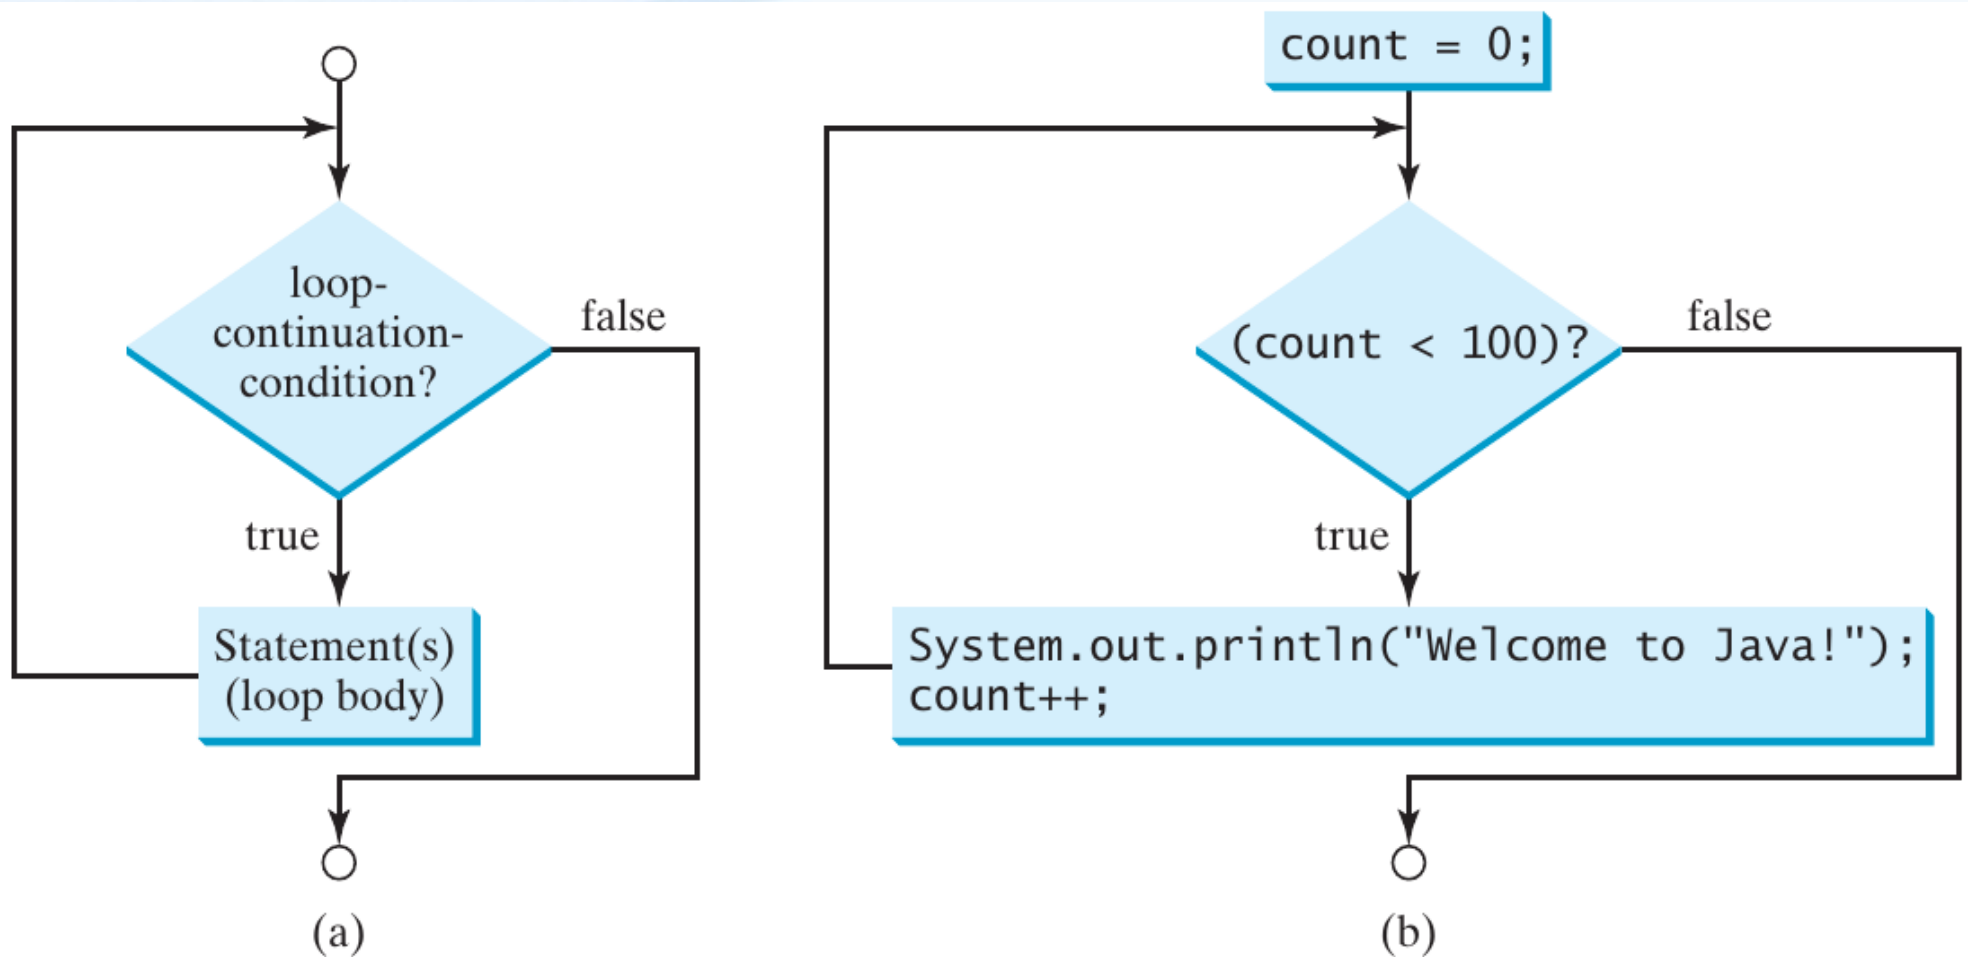 loop-
continuation-
condition?
false
true
Statement(s)
(loop body)
(a)
count = 0;
(count < 100)?
false
true
System.out.println("Welcome to Java!");
count++;
(b)